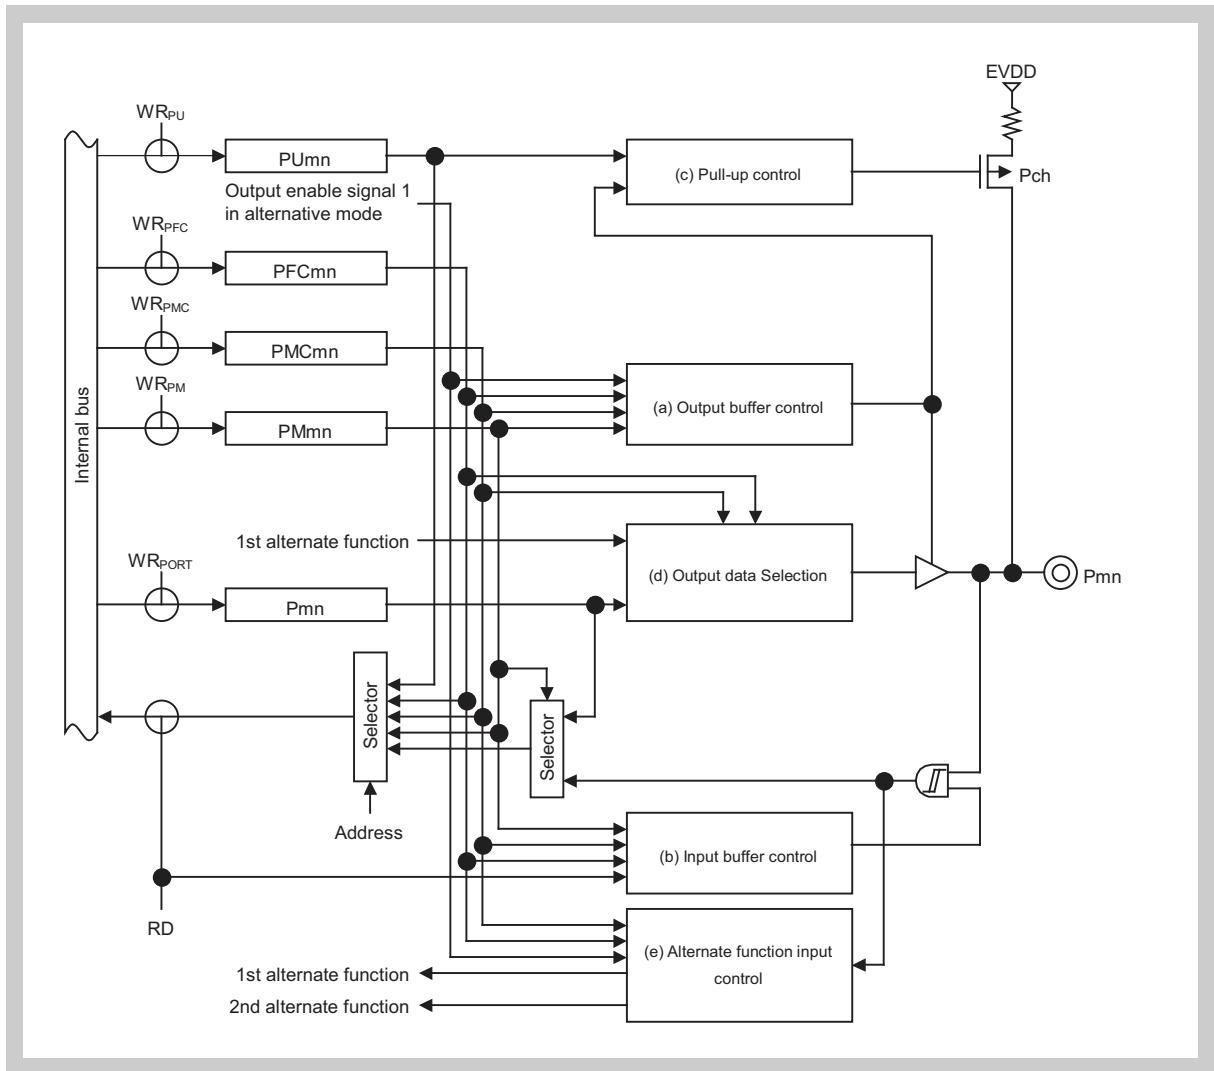 EVDD
WRPU
PUmn
(c) Pull-up control
Pch
Output enable signal 1
in alternative mode
WRPFC
PFCmn
WRPMC
PMCmn
WRPM
PMmn
(a) Output buffer control
Internal bus
1st alternate function
WRPORT
Pmn
(d) Output data Selection
Pmn
Selector
Selector
Address
(b) Input buffer control
RD
(e) Alternate function input
control
1st alternate function
2nd alternate function